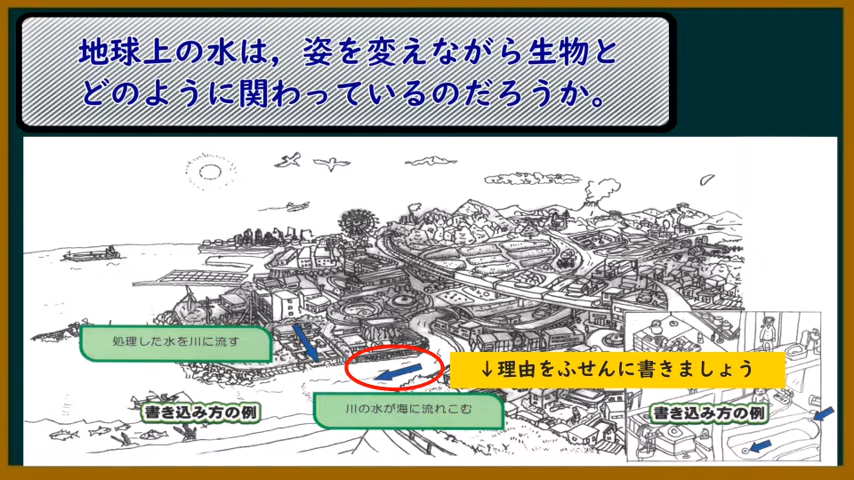 地球上の水は，姿を変えながら生物と
どのように関わっているのだろうか。
処理した水を川に流す
↓理由をふせんに書きましょう
書き込み方の例
川の水が海に流れこむ
書き込み方の例